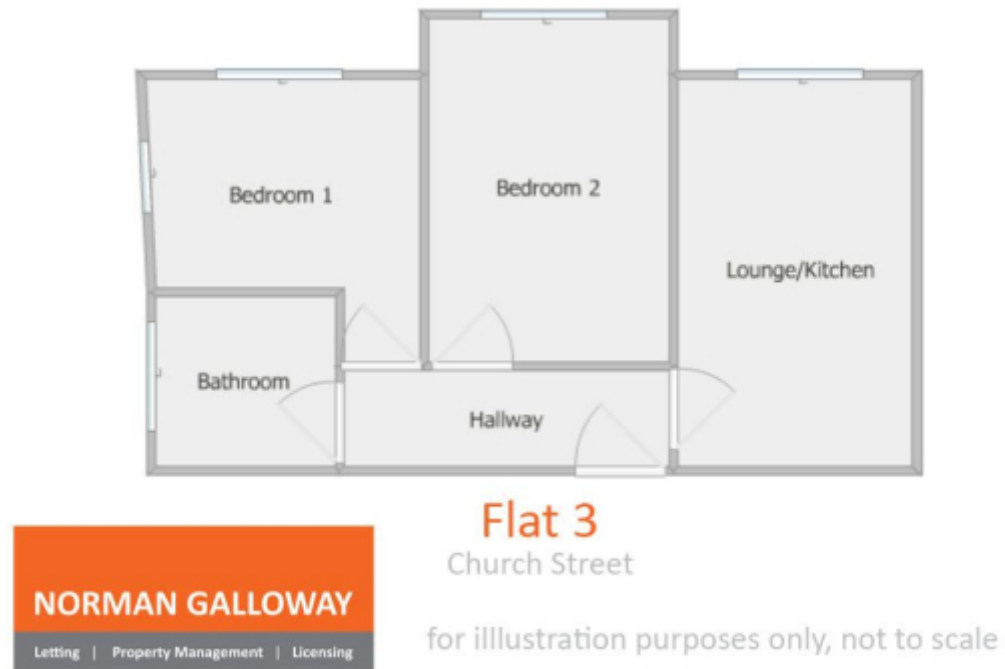 Bedroom 1
Bedroom 2
Lounge/Kitchen
Bathroom
Hallway
Flat 3
Church Street
NORMAN GALLOWAY
Letting | Property Management | Licensing
for illlustration purposes only, not to scale